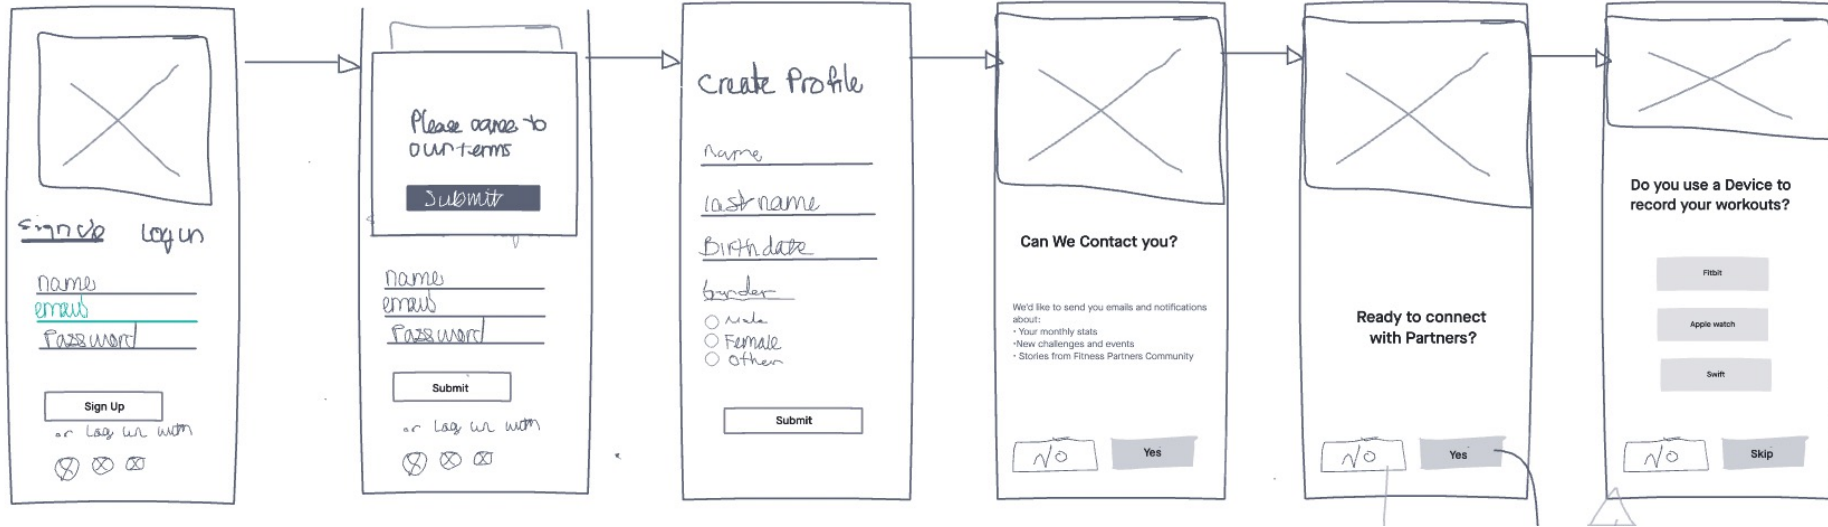 Sign Up Log in
name
email
Password
Sign Up
or Log in with
Please agree to
our terms
Submit
name
email
Password
Submit
or Log in with
Create Profile
Name
last name
Birthdate
Gender
Male
Female
Other
Submit
Can We Contact you?
We'd like to send you emails and notifications
about:
• Your monthly stats
•New challenges and events
• Stories from Fitness Partners Community
NO Yes
Ready to connect
with Partners?
NO Yes
Do you use a Device to
record your workouts?
Fitbit
Apple watch
Swift
NO Skip